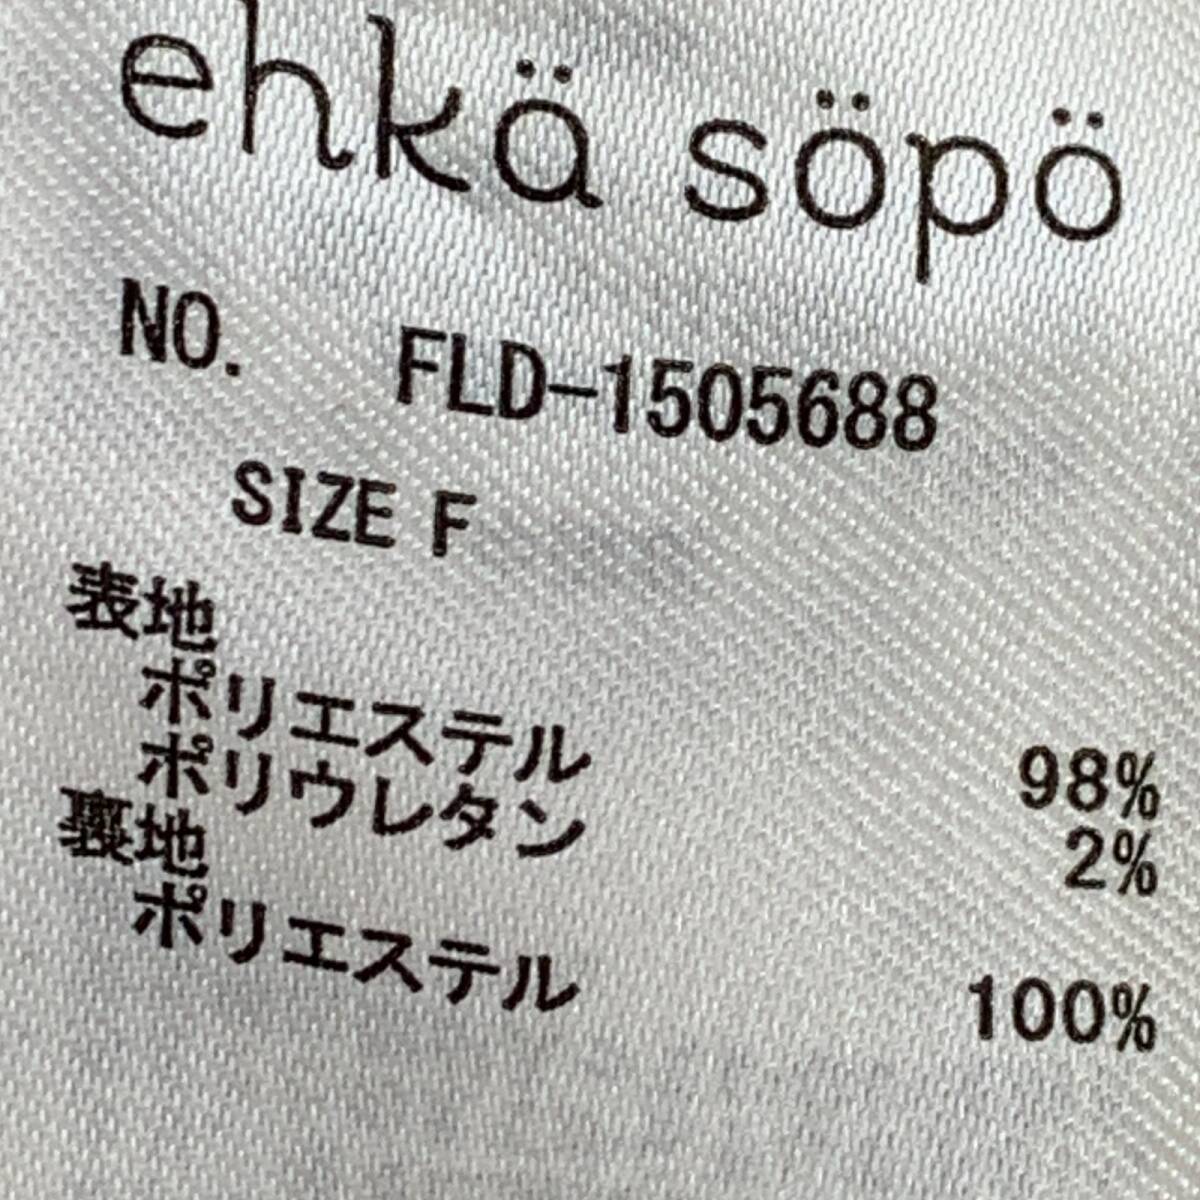 ehkä söpö
NO. FLD-1505688
SIZE F
表地
ポリエステル 98%
ポリウレタン 2%
裏地
ポリエステル 100%